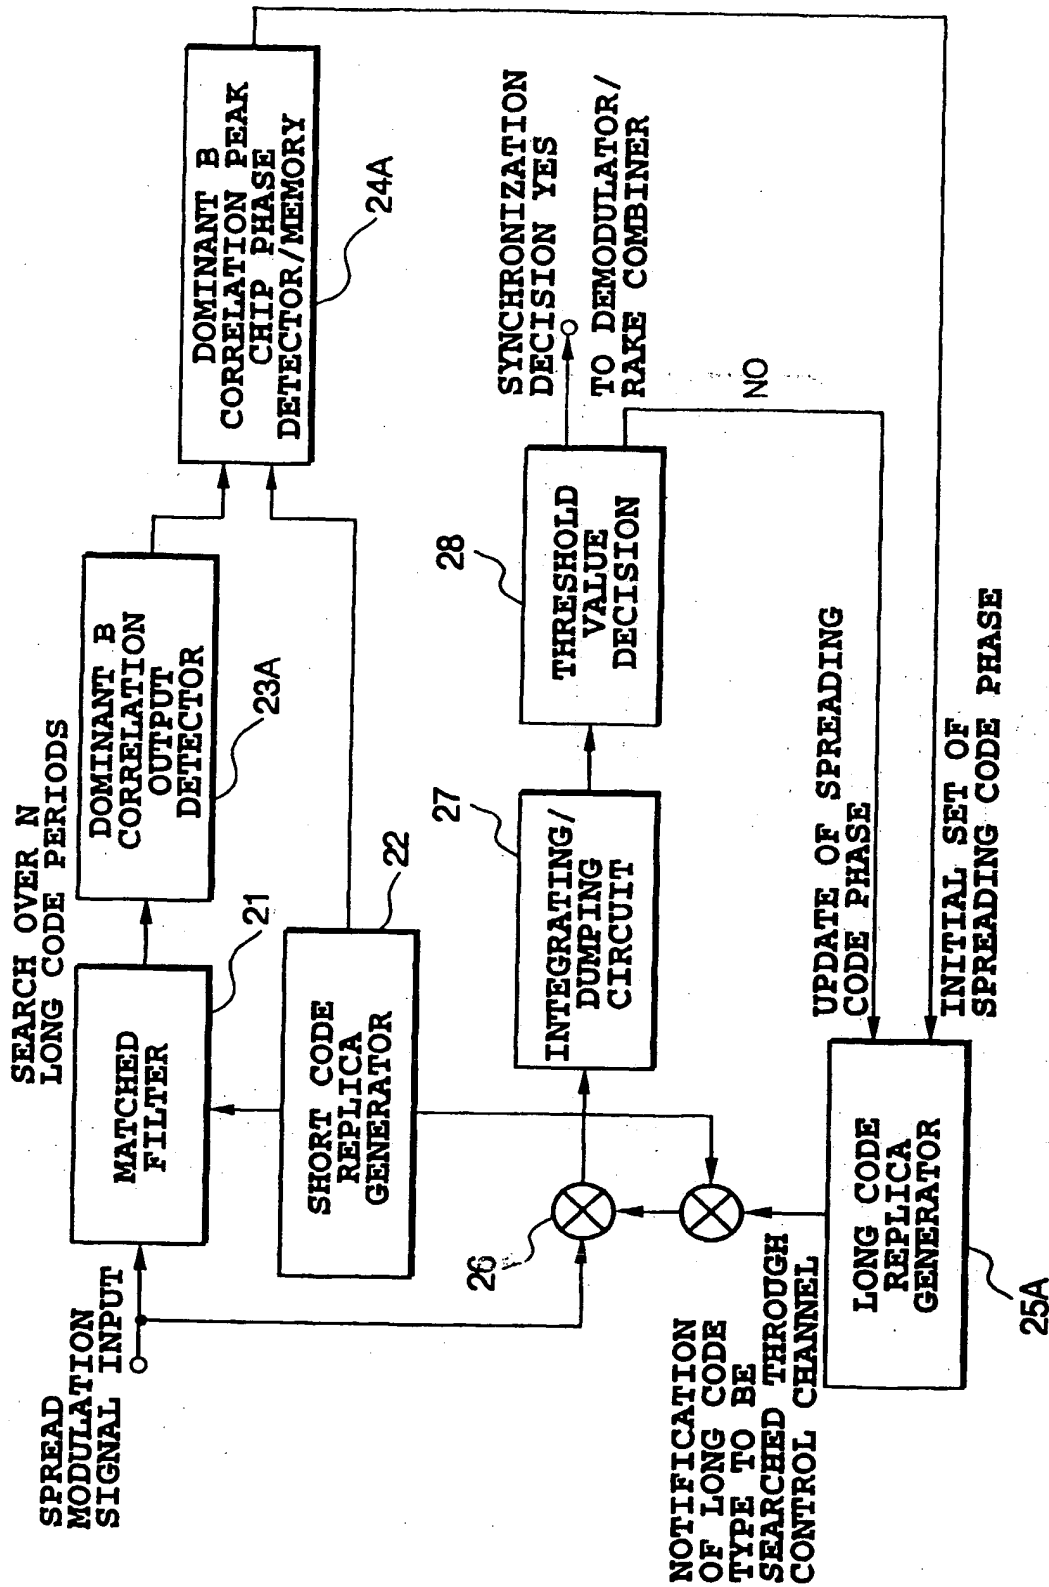 SPREAD
MODULATION
SIGNAL INPUT
SEARCH OVER N
LONG CODE PERIODS
MATCHED
FILTER
21
DOMINANT B
CORRELATION
OUTPUT
DETECTOR
23A
DOMINANT B
CORRELATION PEAK
CHIP PHASE
DETECTOR/MEMORY
24A
SHORT CODE
REPLICA
GENERATOR
22
26
INTEGRATING/
DUMPING
CIRCUIT
27
THRESHOLD
VALUE
DECISION
28
SYNCHRONIZATION
DECISION YES
TO DEMODULATOR/
RAKE COMBINER
NO
NOTIFICATION
OF LONG CODE
TYPE TO BE
SEARCHED THROUGH
CONTROL CHANNEL
LONG CODE
REPLICA
GENERATOR
25A
UPDATE OF SPREADING
CODE PHASE
INITIAL SET OF
SPREADING CODE PHASE